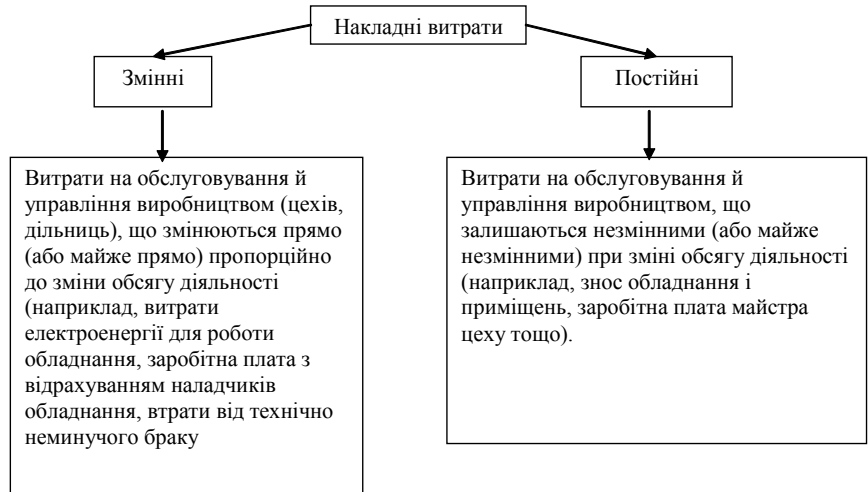 Накладні витрати
Змінні
Постійні
Витрати на обслуговування й
управління виробництвом (цехів,
дільниць), що змінюються прямо
(або майже прямо) пропорційно
до зміни обсягу діяльності
(наприклад, витрати
електроенергії для роботи
обладнання, заробітна плата з
відрахуванням наладчиків
обладнання, втрати від технічно
неминучого браку
Витрати на обслуговування й
управління виробництвом, що
залишаються незмінними (або майже
незмінними) при зміні обсягу діяльності
(наприклад, знос обладнання і
приміщень, заробітна плата майстра
цеху тощо).